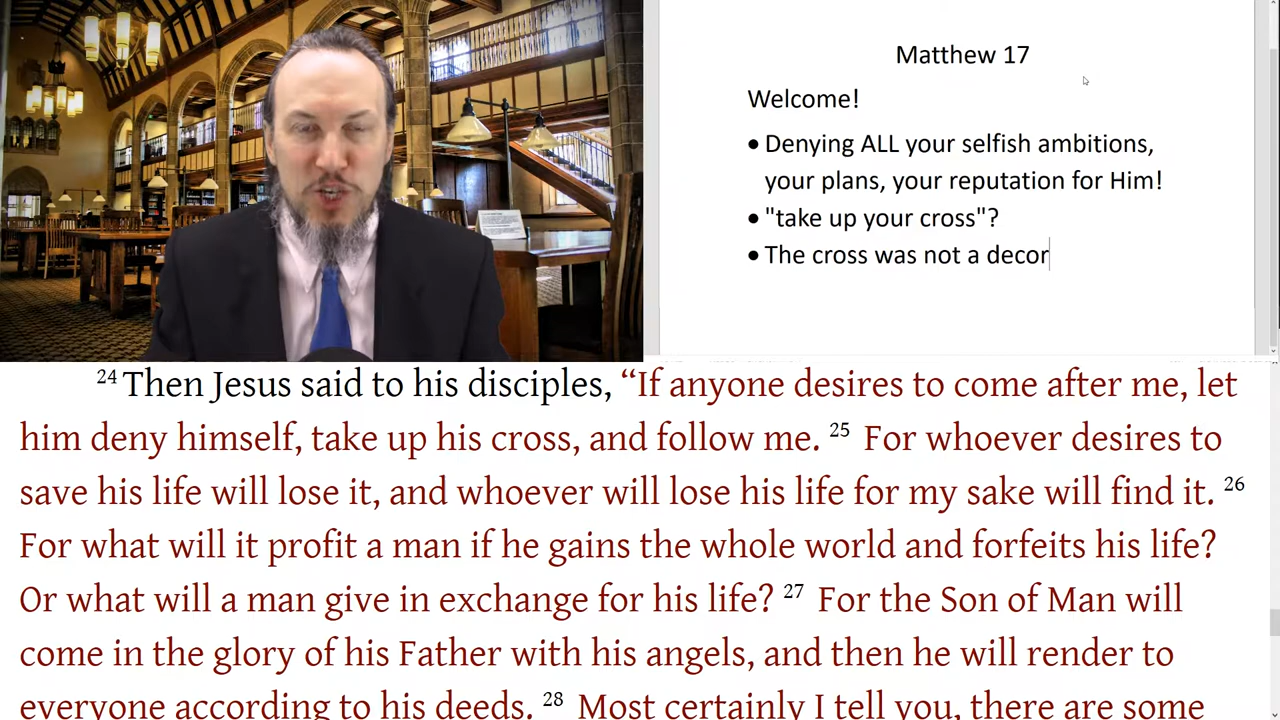 Matthew 17
Welcome!
• Denying ALL your selfish ambitions,
your plans, your reputation for Him!
• "take up your cross"?
• The cross was not a decor
24 Then Jesus said to his disciples, “If anyone desires to come after me, let
him deny himself, take up his cross, and follow me. 25 For whoever desires to
save his life will lose it, and whoever will lose his life for my sake will find it. 26
For what will it profit a man if he gains the whole world and forfeits his life?
Or what will a man give in exchange for his life? 27 For the Son of Man will
come in the glory of his Father with his angels, and then he will render to
everyone according to his deeds. 28 Most certainly I tell you, there are some